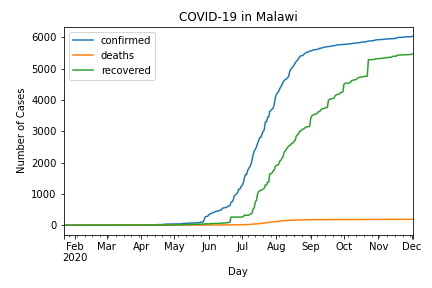 COVID-19 in Malawi
confirmed
deaths
recovered
Number of Cases
6000
5000
4000
3000
2000
1000
0
Feb Mar Apr May Jun Jul Aug Sep Oct Nov Dec
2020
Day